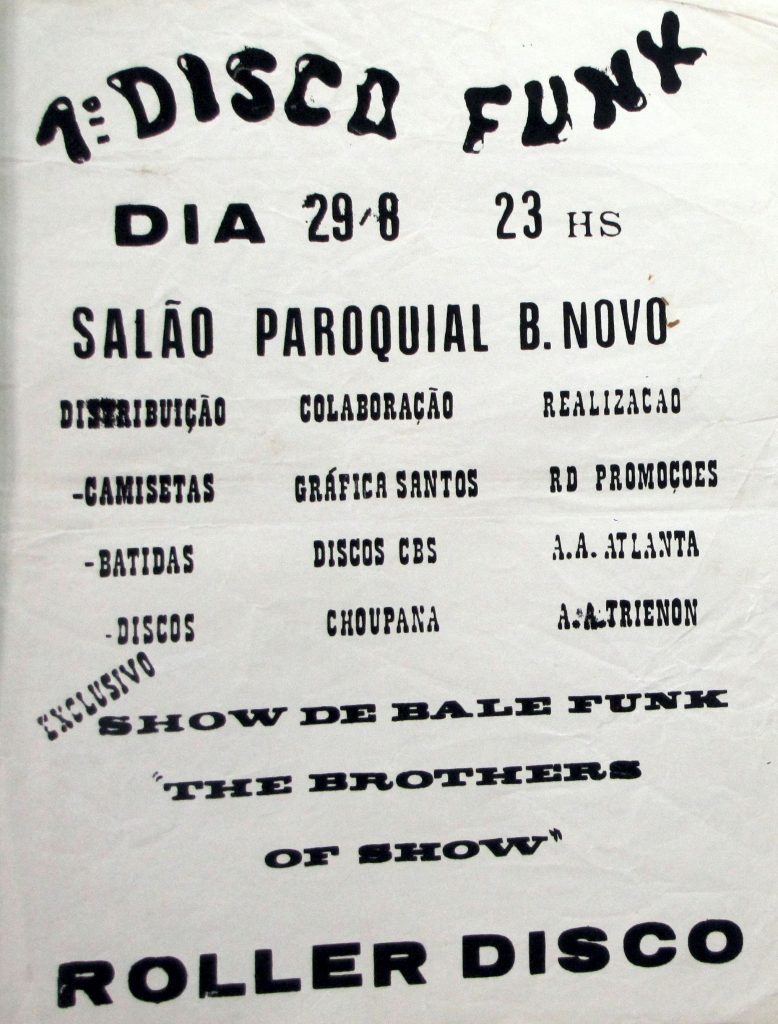 1º DISCO FUNK
DIA 29/8 23 HS
SALÃO PAROQUIAL B. NOVO
DISTRIBUIÇÃO COLABORAÇÃO REALIZACAO
-CAMISETAS GRÁFICA SANTOS RD PROMOÇOES
-BATIDAS DISCOS CBS A.A. ATLANTA
-DISCOS CHOUPANA A.A.TRIENON
EXCLUSIVO
SHOW DE BALE FUNK
"THE BROTHERS
OF SHOW"
ROLLER DISCO